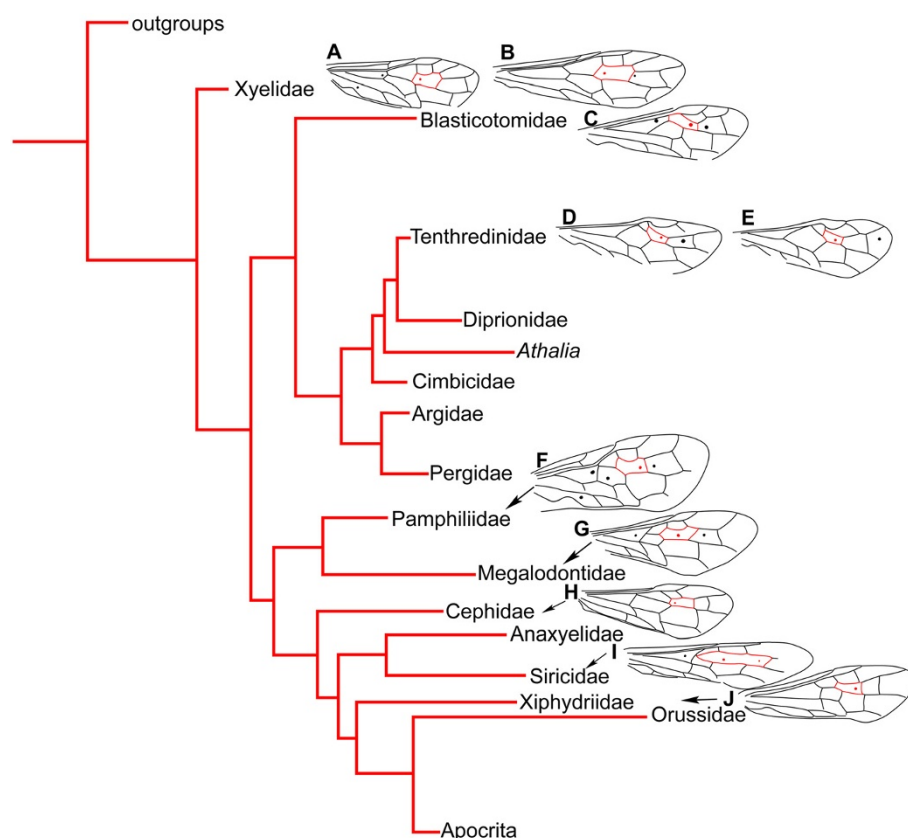 outgroups
A
B
Xyelidae
C
Blasticotomidae
D
E
Tenthredinidae
Diprionidae
Athalia
Cimbicidae
Argidae
F
Pergidae
Pamphiliidae
G
Megalodontidae
H
Cephidae
Anaxyelidae
I
Siricidae
Xiphydriidae
J
Orussidae
Apocrita